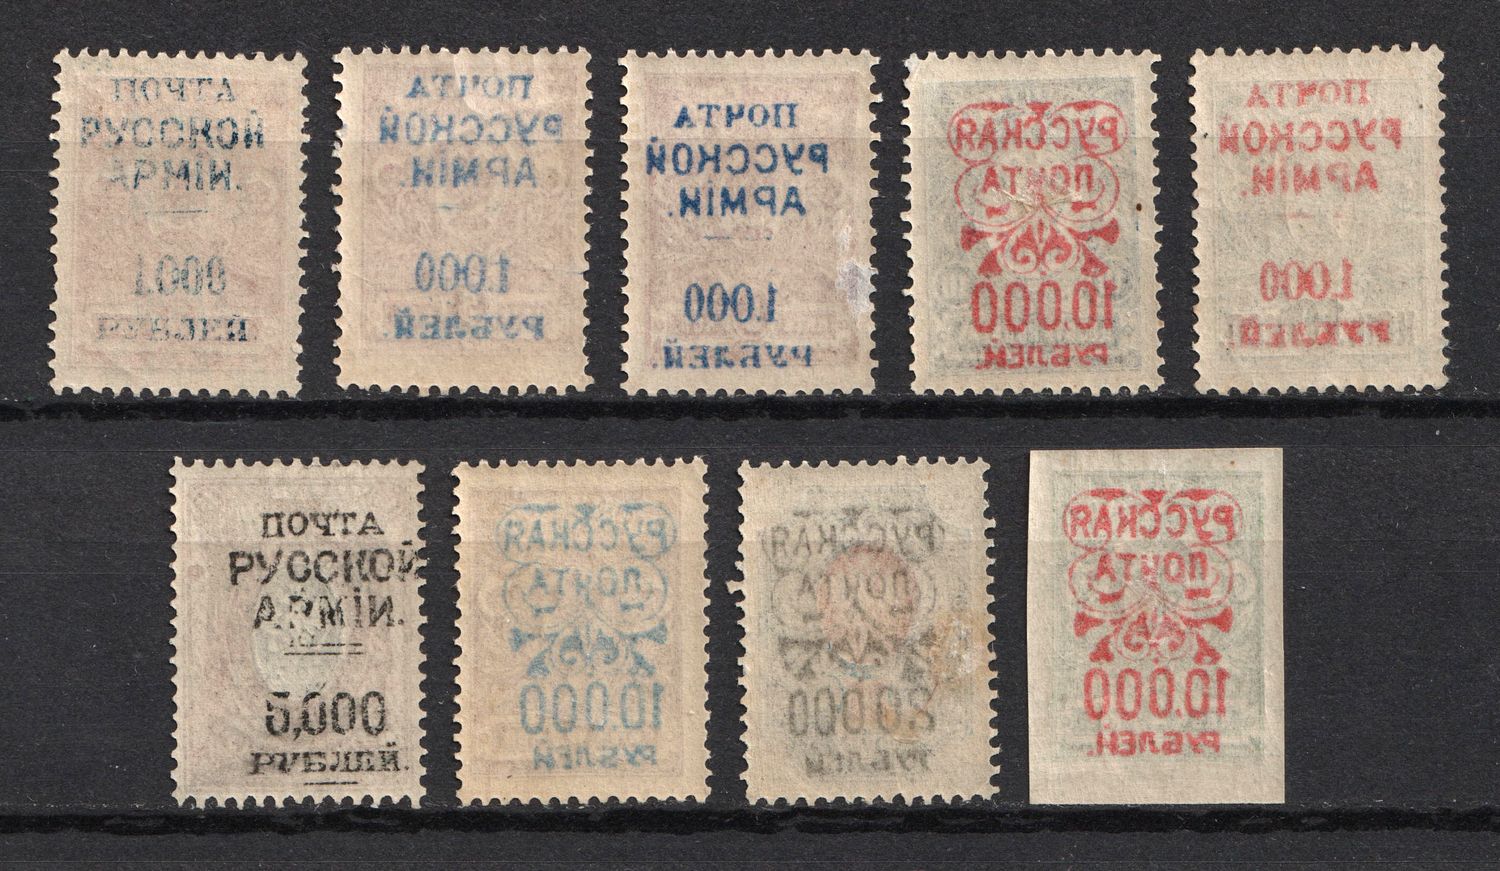 ПОЧТА
РУССКОЙ
АРМІИ.
1.000
РУБЛЕЙ.
ПОЧТА
РУССКОЙ
АРМІИ.
1.000
РУБЛЕЙ.
ПОЧТА
РУССКОЙ
АРМІИ.
1.000
РУБЛЕЙ.
РУССКАЯ
ПОЧТА
10.000
РУБЛЕЙ.
ПОЧТА
РУССКОЙ
АРМІИ.
1.000
РУБЛЕЙ.
ПОЧТА
РУССКОЙ
АРМІИ.
5,000
РУБЛЕЙ.
РУССКАЯ
ПОЧТА
10.000
РУБЛЕЙ
РУССКАЯ
ПОЧТА
20.000
РУБЛЕЙ
РУССКАЯ
ПОЧТА
10.000
РУБЛЕЙ.